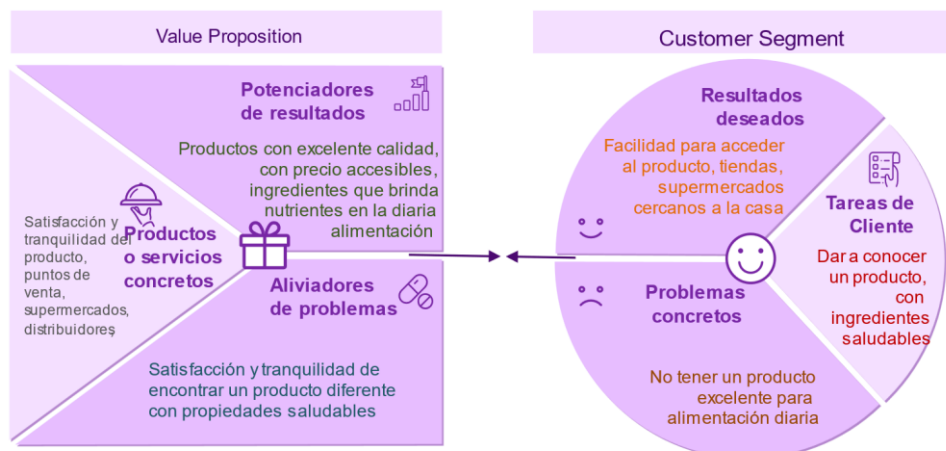 Value Proposition
Potenciadores
de resultados
Productos con excelente calidad,
con precio accesibles,
ingredientes que brinda
nutrientes en la diaria
alimentación
Satisfacción y
tranquilidad del
producto,
puntos de
venta,
supermercados,
distribuidores,
Productos
o servicios
concretos
Aliviadores
de problemas
Satisfacción y tranquilidad de
encontrar un producto diferente
con propiedades saludables
Customer Segment
Resultados
deseados
Facilidad para acceder
al producto, tiendas,
supermercados
cercanos a la casa
Tareas de
Cliente
Dar a conocer
un producto,
con
ingredientes
saludables
Problemas
concretos
No tener un producto
excelente para
alimentación diaria